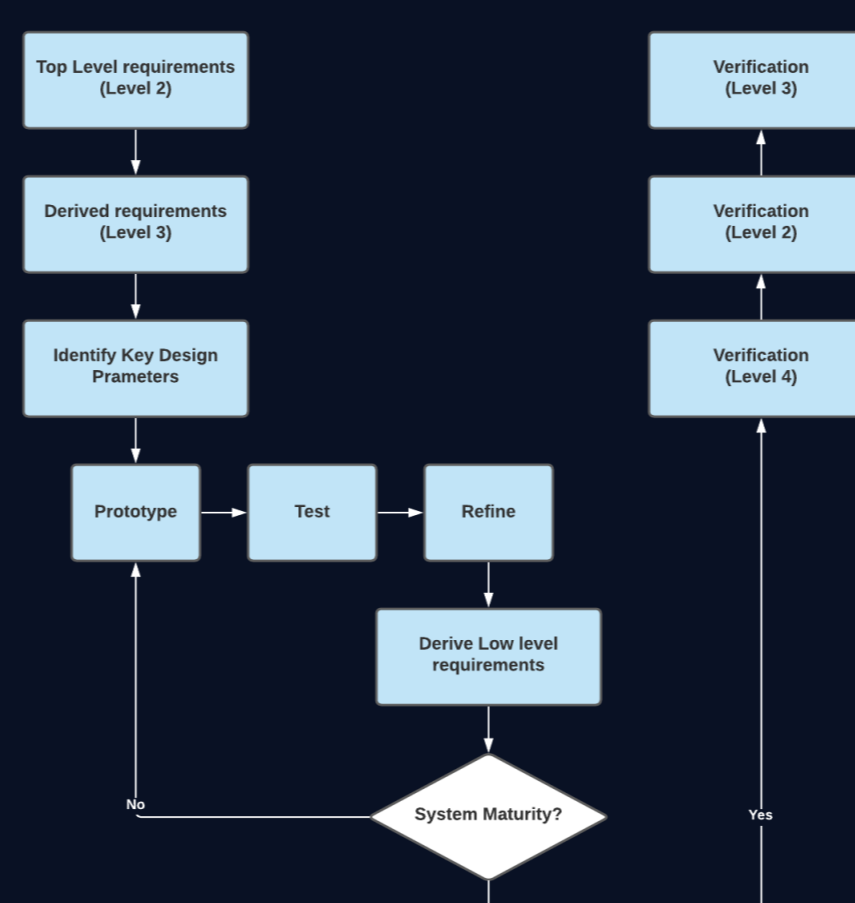 Top Level requirements
(Level 2)
Derived requirements
(Level 3)
Identify Key Design
Prameters
Prototype
Test
Refine
Derive Low level
requirements
System Maturity?
No
Verification
(Level 3)
Verification
(Level 2)
Verification
(Level 4)
Yes